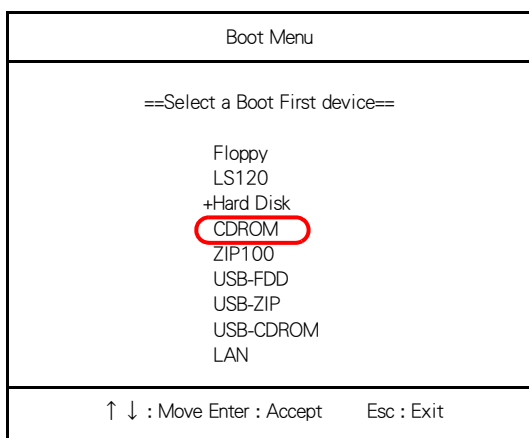 Boot Menu
==Select a Boot First device==
Floppy
LS120
+Hard Disk
CDROM
ZIP100
USB-FDD
USB-ZIP
USB-CDROM
LAN
↑ ↓ : Move Enter : Accept Esc : Exit